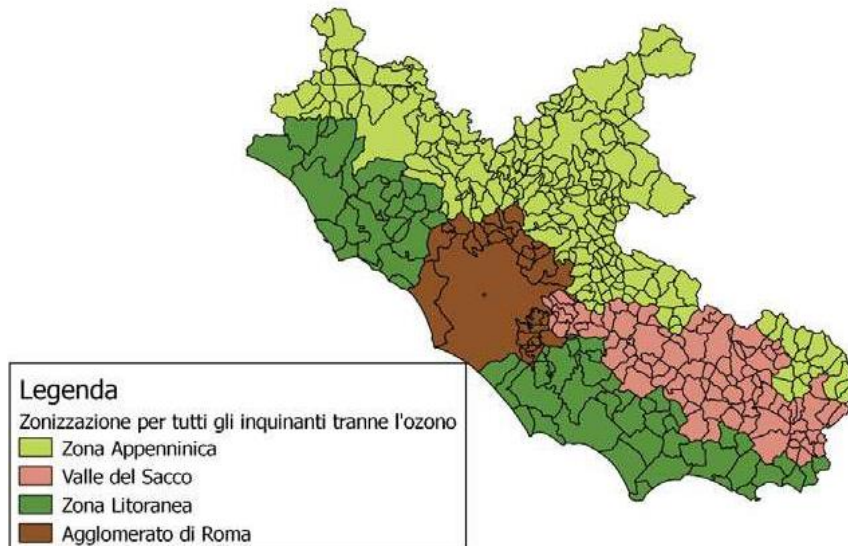 Legenda
Zonizzazione per tutti gli inquinanti tranne l'ozono
Zona Appenninica
Valle del Sacco
Zona Litoranea
Agglomerato di Roma